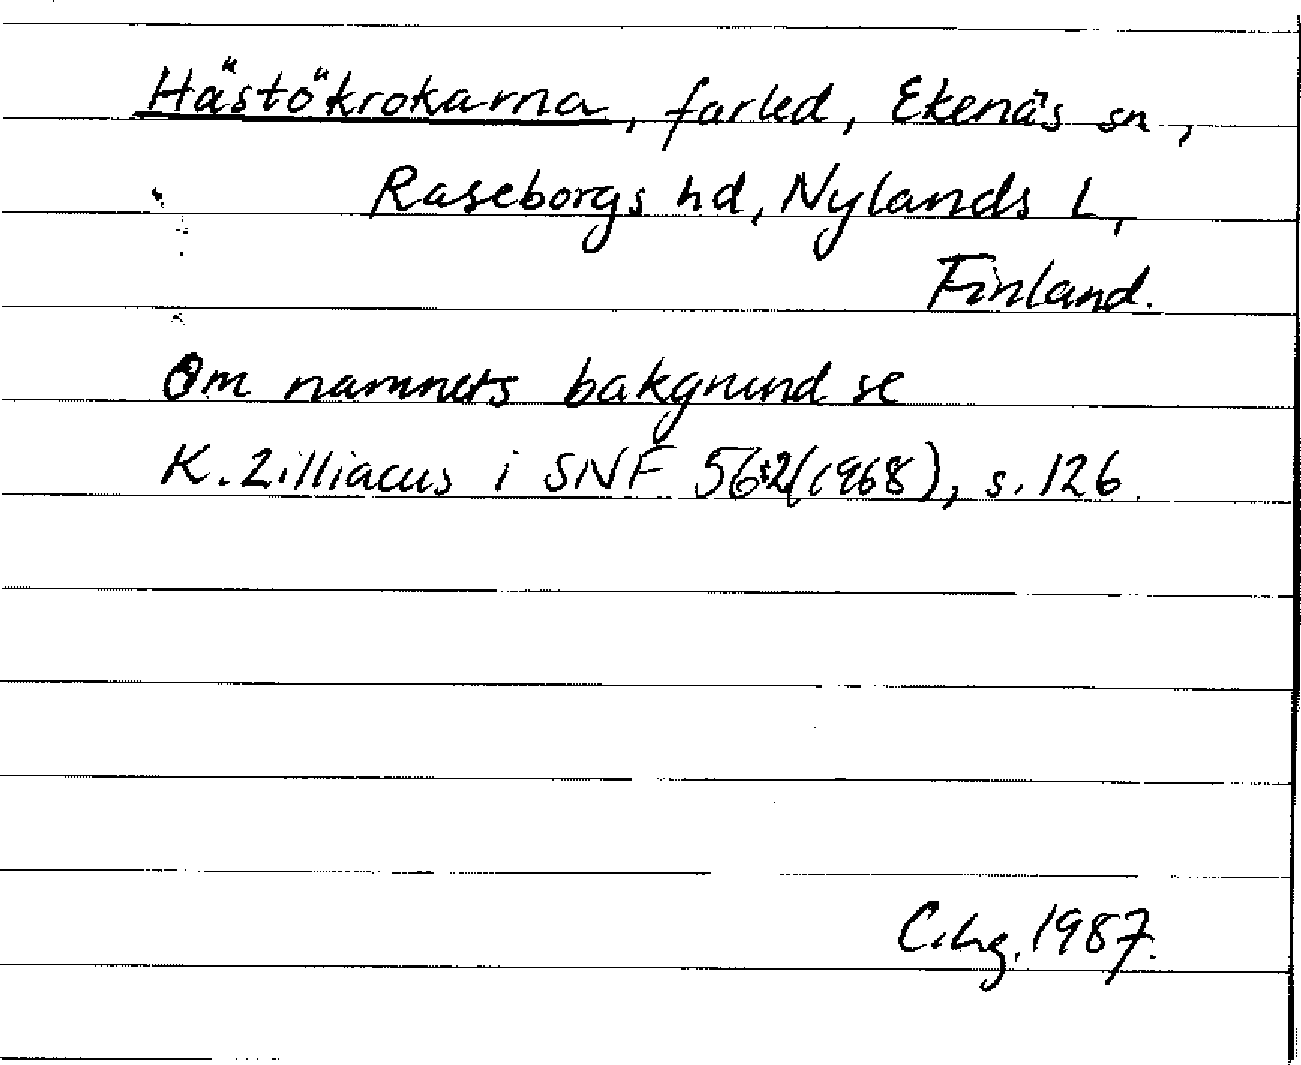 Hästökrokarna, farled, Ekenäs sn,
Raseborgs hd, Nylands L,
Finland.
Om namnets bakgrund se
K. Zilliacus i SNF 56:2(1968), s. 126.
C.Lg. 1987.